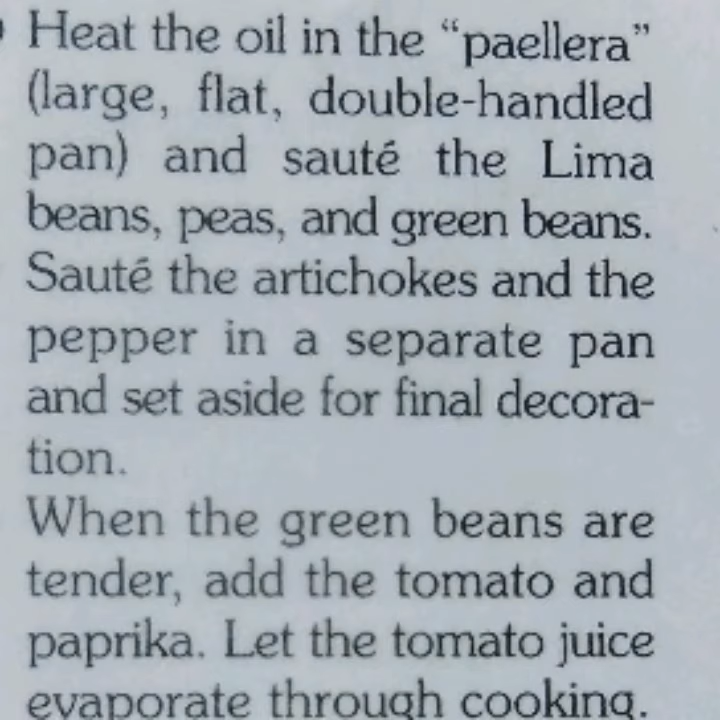 Heat the oil in the “paellera”
(large, flat, double-handled
pan) and sauté the Lima
beans, peas, and green beans.
Sauté the artichokes and the
pepper in a separate pan
and set aside for final decora-
tion.
When the green beans are
tender, add the tomato and
paprika. Let the tomato juice
evaporate through cooking.